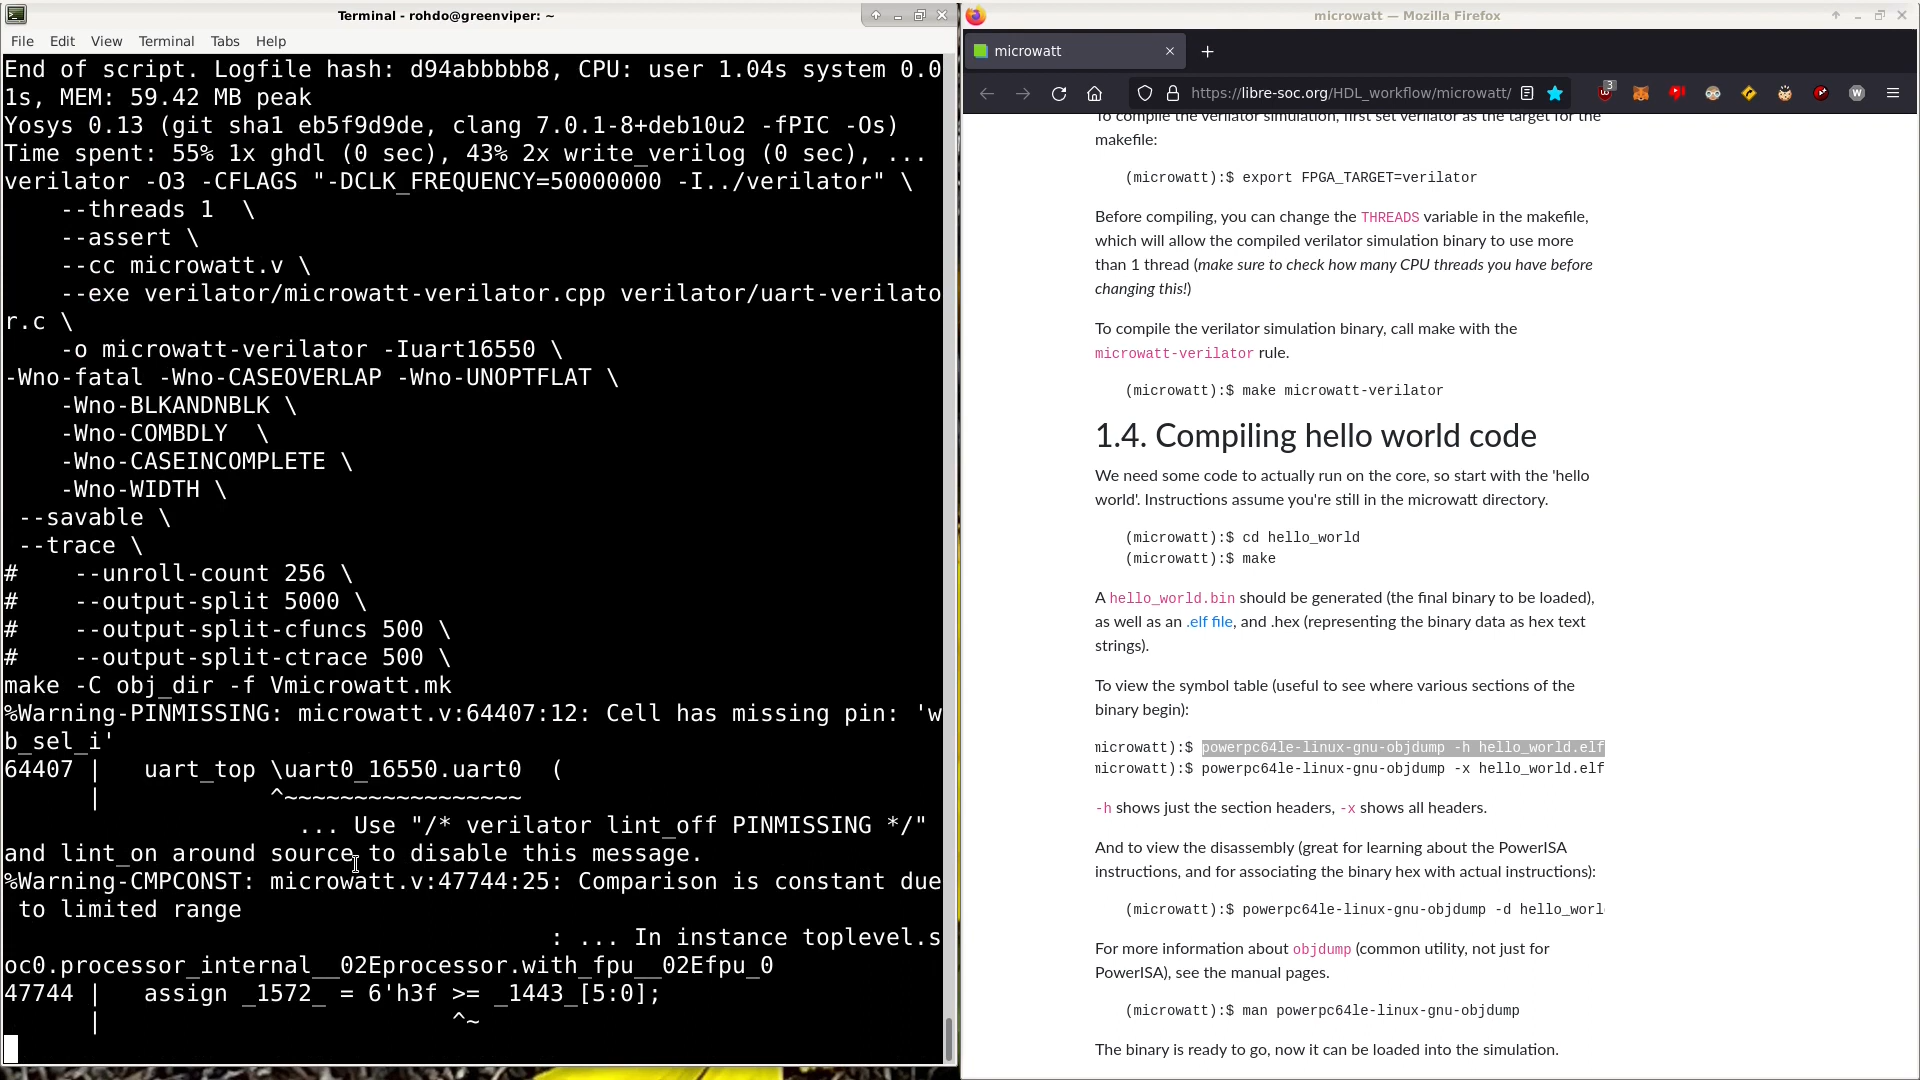 Terminal - rohdo@greenviper: ~
File Edit View Terminal Tabs Help
End of script. Logfile hash: d94abbbbb8, CPU: user 1.04s system 0.0
1s, MEM: 59.42 MB peak
Yosys 0.13 (git sha1 eb5f9d9de, clang 7.0.1-8+deb10u2 -fPIC -Os)
Time spent: 55% 1x ghdl (0 sec), 43% 2x write_verilog (0 sec), ...
verilator -O3 -CFLAGS "-DCLK_FREQUENCY=50000000 -I../verilator" \
    --threads 1  \
    --assert \
    --cc microwatt.v \
    --exe verilator/microwatt-verilator.cpp verilator/uart-verilato
r.c \
    -o microwatt-verilator -Iuart16550 \
-Wno-fatal -Wno-CASEOVERLAP -Wno-UNOPTFLAT \
    -Wno-BLKANDNBLK \
    -Wno-COMBDLY  \
    -Wno-CASEINCOMPLETE \
    -Wno-WIDTH \
 --savable \
 --trace \
#    --unroll-count 256 \
#    --output-split 5000 \
#    --output-split-cfuncs 500 \
#    --output-split-ctrace 500 \
make -C obj_dir -f Vmicrowatt.mk
%Warning-PINMISSING: microwatt.v:64407:12: Cell has missing pin: 'w
b_sel_i'
64407 |   uart_top \uart0_16550.uart0  (
      |            ^~~~~~~~~~~~~~~~~~
                     ... Use "/* verilator lint_off PINMISSING */"
and lint_on around source to disable this message.
%Warning-CMPCONST: microwatt.v:47744:25: Comparison is constant due
 to limited range
                                       : ... In instance toplevel.s
oc0.processor_internal__02Eprocessor.with_fpu__02Efpu_0
47744 |   assign _1572_ = 6'h3f >= _1443_[5:0];
      |                         ^~
microwatt — Mozilla Firefox
microwatt
https://libre-soc.org/HDL_workflow/microwatt/
3
To compile the verilator simulation, first set verilator as the target for the
makefile:
(microwatt):$ export FPGA_TARGET=verilator
Before compiling, you can change the THREADS variable in the makefile,
which will allow the compiled verilator simulation binary to use more
than 1 thread (make sure to check how many CPU threads you have before
changing this!)
To compile the verilator simulation binary, call make with the
microwatt-verilator rule.
(microwatt):$ make microwatt-verilator
1.4. Compiling hello world code
We need some code to actually run on the core, so start with the 'hello
world'. Instructions assume you're still in the microwatt directory.
(microwatt):$ cd hello_world
(microwatt):$ make
A hello_world.bin should be generated (the final binary to be loaded),
as well as an .elf file, and .hex (representing the binary data as hex text
strings).
To view the symbol table (useful to see where various sections of the
binary begin):
microwatt):$ powerpc64le-linux-gnu-objdump -h hello_world.elf
microwatt):$ powerpc64le-linux-gnu-objdump -x hello_world.elf
-h shows just the section headers, -x shows all headers.
And to view the disassembly (great for learning about the PowerISA
instructions, and for associating the binary hex with actual instructions):
(microwatt):$ powerpc64le-linux-gnu-objdump -d hello_worl
For more information about objdump (common utility, not just for
PowerISA), see the manual pages.
(microwatt):$ man powerpc64le-linux-gnu-objdump
The binary is ready to go, now it can be loaded into the simulation.